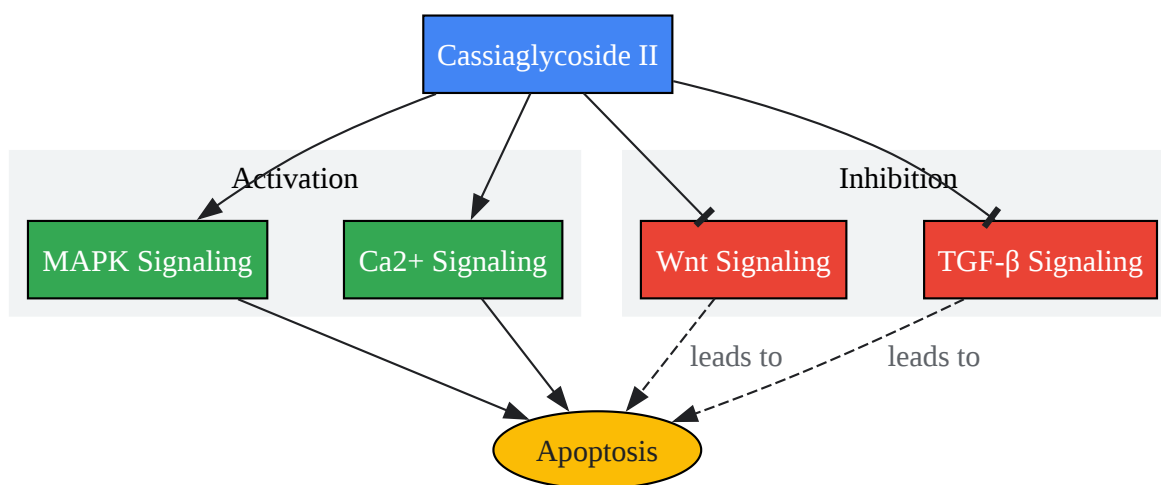 Cassiaglycoside II
Activation
Inhibition
MAPK Signaling
Ca2+ Signaling
Wnt Signaling
TGF-β Signaling
leads to
leads to
Apoptosis